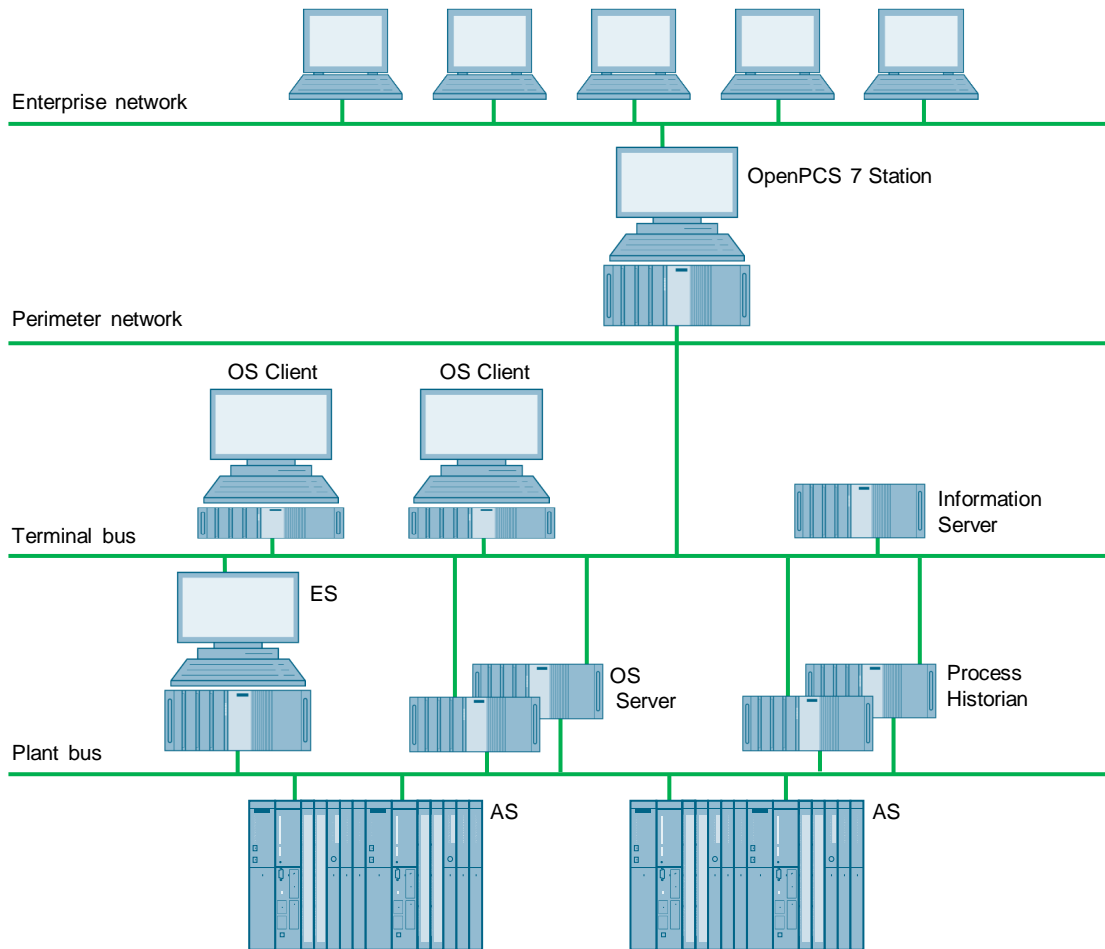 Enterprise network
OpenPCS 7 Station
Perimeter network
OS Client
OS Client
Information
Server
Terminal bus
ES
OS
Server
Process
Historian
Plant bus
AS
AS